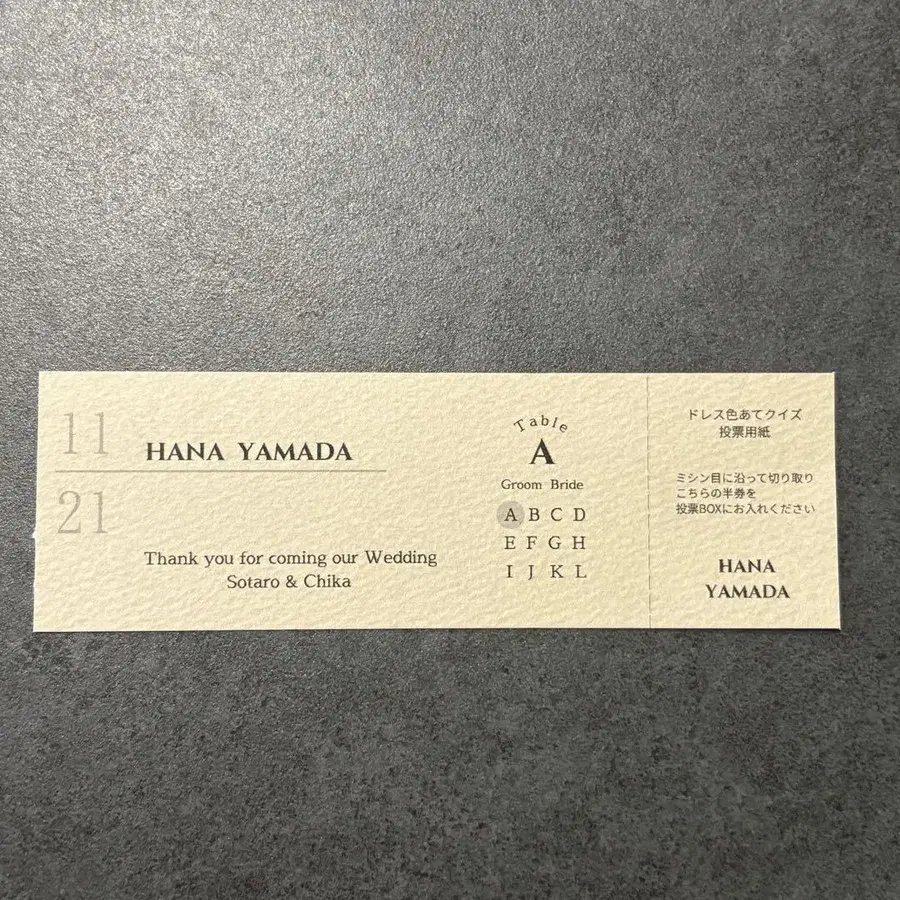 11
21
HANA YAMADA
Thank you for coming our Wedding
Sotaro & Chika
Table
A
Groom Bride
A B C D
E F G H
I J K L
ドレス色あてクイズ
投票用紙
ミシン目に沿って切り取り
こちらの半券を
投票BOXにお入れください
HANA
YAMADA